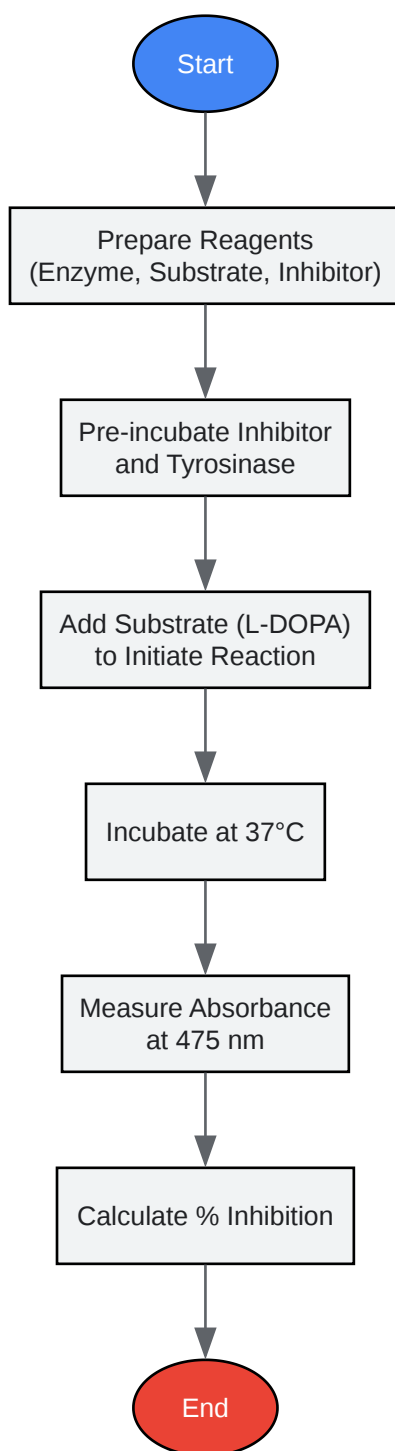 Start
Prepare Reagents
(Enzyme, Substrate, Inhibitor)
Pre-incubate Inhibitor
and Tyrosinase
Add Substrate (L-DOPA)
to Initiate Reaction
Incubate at 37°C
Measure Absorbance
at 475 nm
Calculate % Inhibition
End